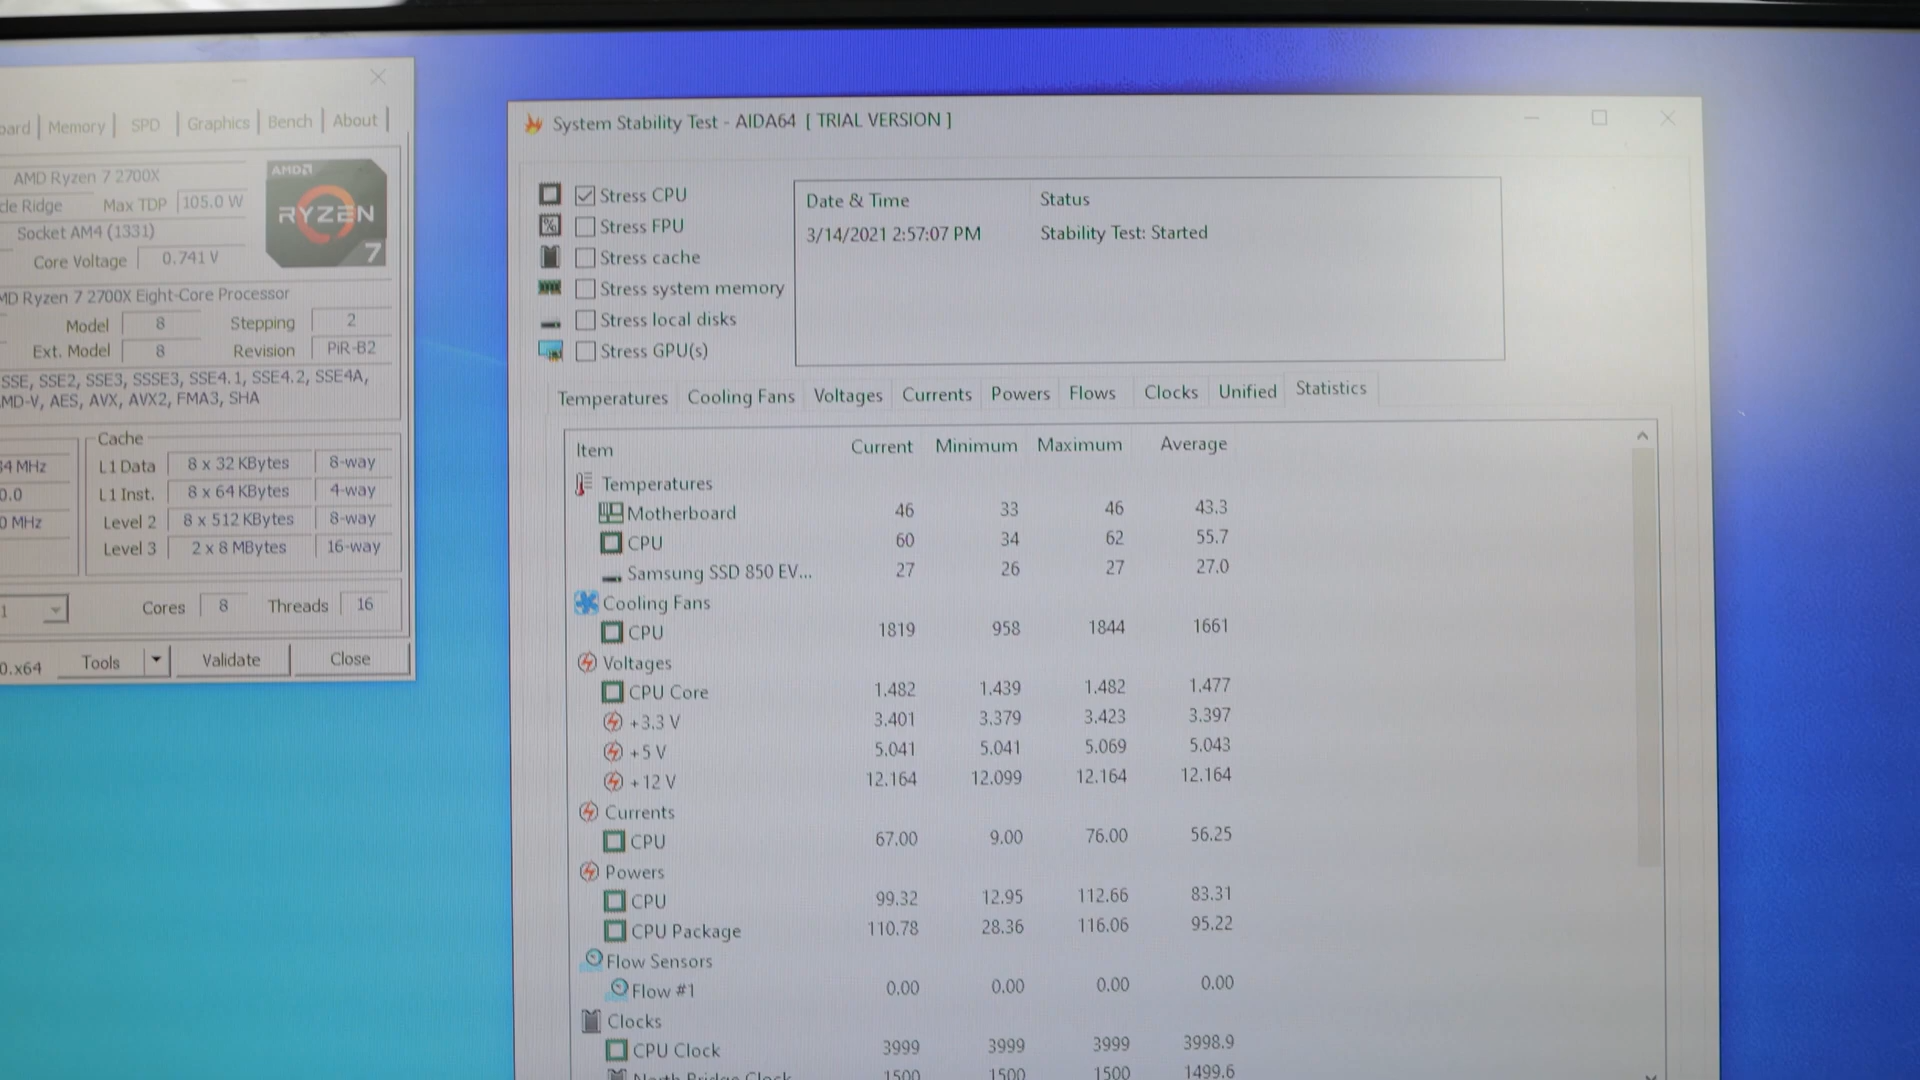 Memory SPD Graphics Bench About
AMD Ryzen 7 2700X
Max TDP 105.0 W
Socket AM4 (1331)
Core Voltage 0.741 V
AMD
RYZEN
7
Ryzen 7 2700X Eight-Core Processor
Model 8 Stepping 2
Ext. Model 8 Revision PiR-B2
SSE, SSE2, SSE3, SSSE3, SSE4.1, SSE4.2, SSE4A,
MD-V, AES, AVX, AVX2, FMA3, SHA
Cache
4 MHz L1 Data 8 x 32 KBytes 8-way
0.0 L1 Inst. 8 x 64 KBytes 4-way
0 MHz Level 2 8 x 512 KBytes 8-way
Level 3 2 x 8 MBytes 16-way
1 Cores 8 Threads 16
0.x64 Tools Validate Close
System Stability Test - AIDA64 [ TRIAL VERSION ]
Stress CPU
Stress FPU
Stress cache
Stress system memory
Stress local disks
Stress GPU(s)
Date & Time Status
3/14/2021 2:57:07 PM Stability Test: Started
Temperatures Cooling Fans Voltages Currents Powers Flows Clocks Unified Statistics
Item Current Minimum Maximum Average
Temperatures
Motherboard 46 33 46 43.3
CPU 60 34 62 55.7
Samsung SSD 850 EV... 27 26 27 27.0
Cooling Fans
CPU 1819 958 1844 1661
Voltages
CPU Core 1.482 1.439 1.482 1.477
+3.3 V 3.401 3.379 3.423 3.397
+5 V 5.041 5.041 5.069 5.043
+12 V 12.164 12.099 12.164 12.164
Currents
CPU 67.00 9.00 76.00 56.25
Powers
CPU 99.32 12.95 112.66 83.31
CPU Package 110.78 28.36 116.06 95.22
Flow Sensors
Flow #1 0.00 0.00 0.00 0.00
Clocks
CPU Clock 3999 3999 3999 3998.9
North Bridge Clock 1500 1500 1500 1499.6